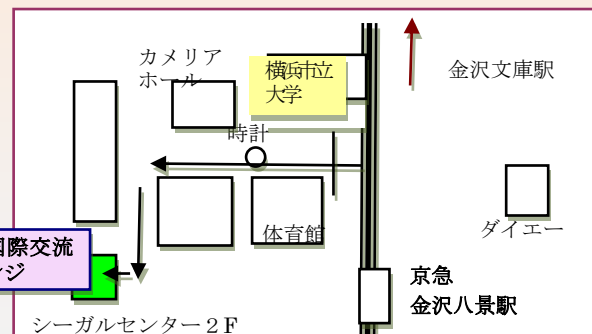 カメリア
ホール
横浜市立
大学
金沢文庫駅
時計
体育館
ダイエー
国際交流
ンジ
京急
金沢八景駅
シーガルセンター２F